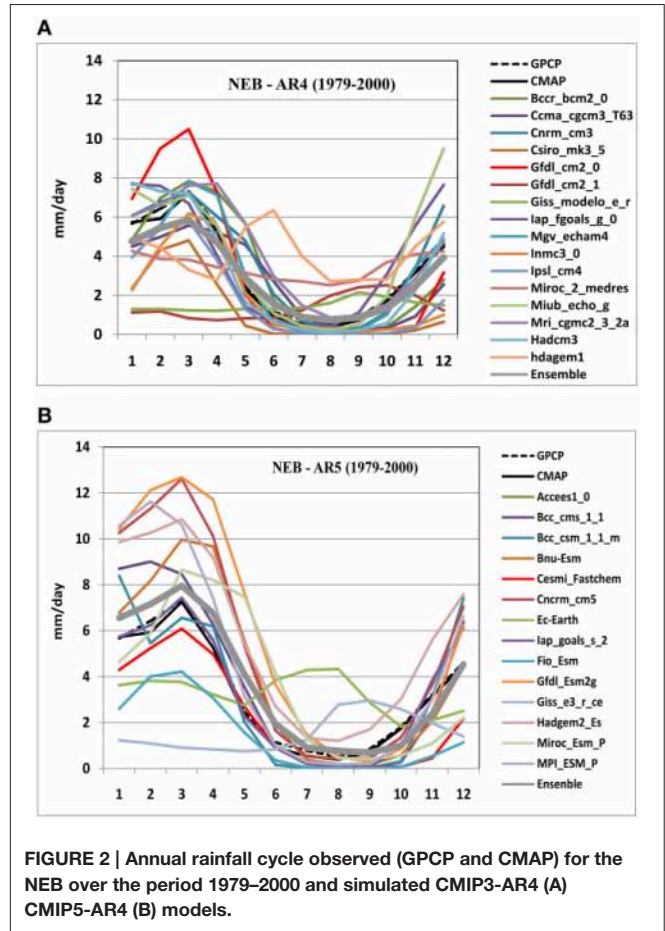 A
NEB - AR4 (1979-2000)
mm/day
14
12
10
8
6
4
2
0
1 2 3 4 5 6 7 8 9 10 11 12
GPCP
CMAP
Bccr_bcm2_0
Ccma_cgcm3_T63
Cnrm_cm3
Csiro_mk3_5
Gfdl_cm2_0
Gfdl_cm2_1
Giss_modelo_e_r
Iap_fgoals_g_0
Mgv_echam4
Inmc3_0
Ipsl_cm4
Miroc_2_medres
Miub_echo_g
Mri_cgmc2_3_2a
Hadcm3
hdagem1
Ensemble
B
NEB - AR5 (1979-2000)
mm/day
14
12
10
8
6
4
2
0
1 2 3 4 5 6 7 8 9 10 11 12
GPCP
CMAP
Accees1_0
Bcc_cms_1_1
Bcc_csm_1_1_m
Bnu-Esm
Cesmi_Fastchem
Cncrm_cm5
Ec-Earth
Iap_goals_s_2
Fio_Esm
Gfdl_Esm2g
Giss_e3_r_ce
Hadgem2_Es
Miroc_Esm_P
MPI_ESM_P
Ensenble
FIGURE 2 | Annual rainfall cycle observed (GPCP and CMAP) for the
NEB over the period 1979–2000 and simulated CMIP3-AR4 (A)
CMIP5-AR4 (B) models.